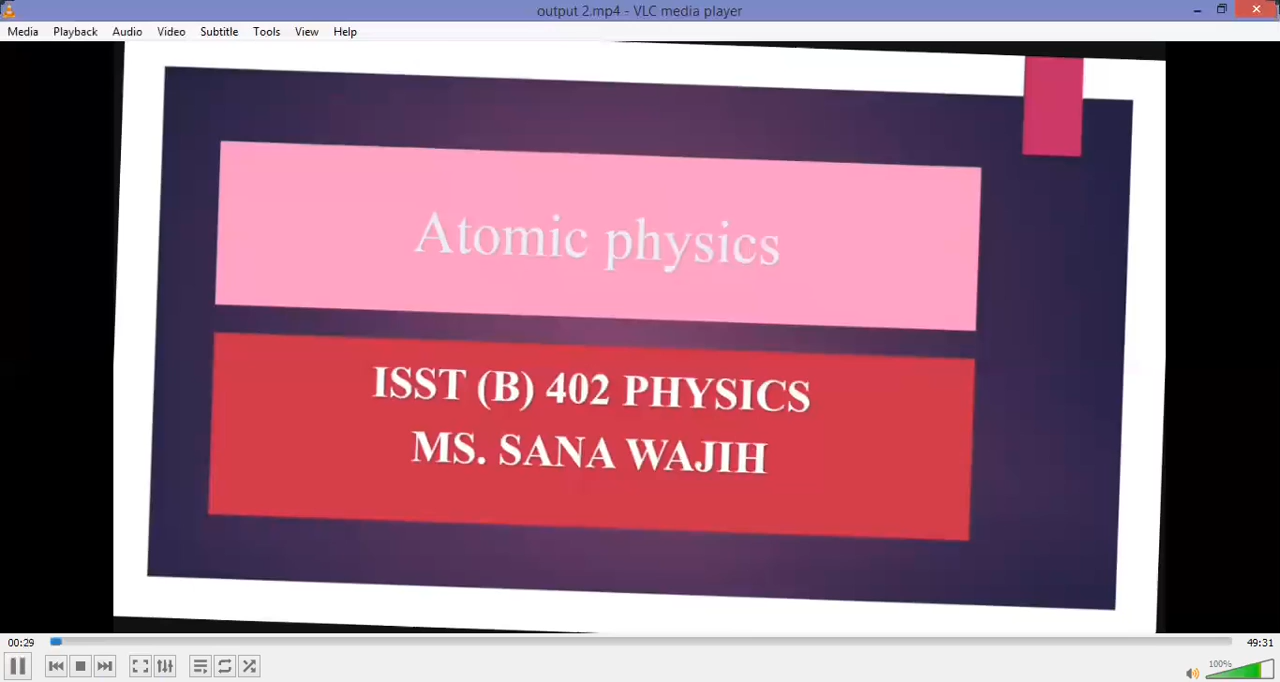 output 2.mp4 - VLC media player
Media Playback Audio Video Subtitle Tools View Help
Atomic physics
ISST (B) 402 PHYSICS
MS. SANA WAJIH
00:29
49:31
100%